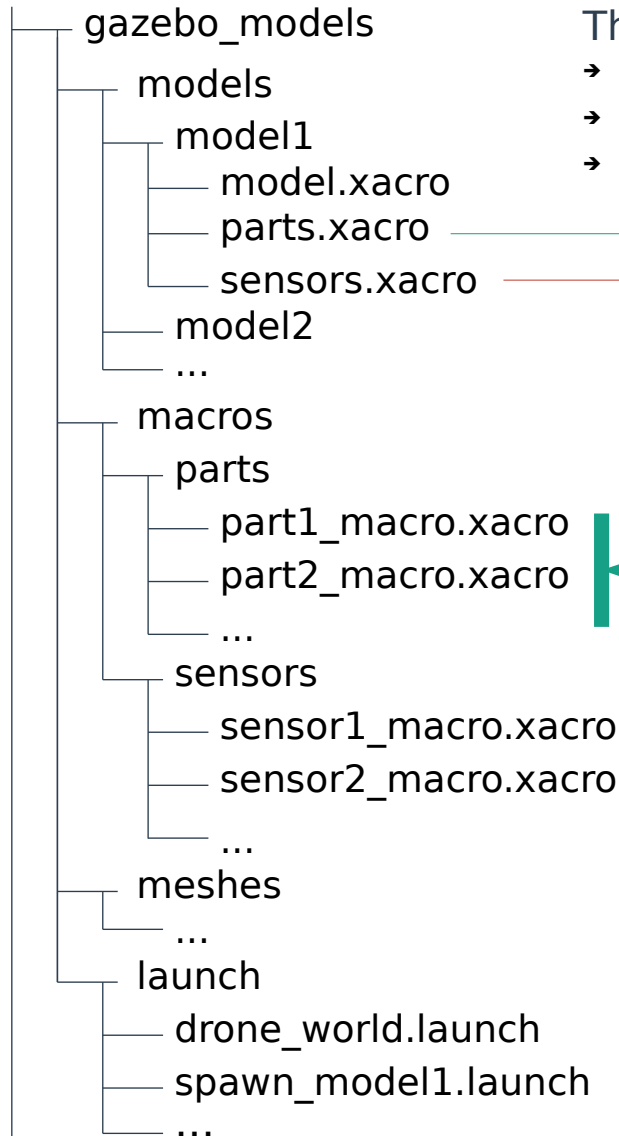 gazebo_models
Th
models
model1
model.xacro
parts.xacro
sensors.xacro
model2
...
macros
parts
part1_macro.xacro
part2_macro.xacro
...
sensors
sensor1_macro.xacro
sensor2_macro.xacro
...
meshes
...
launch
drone_world.launch
spawn_model1.launch
...